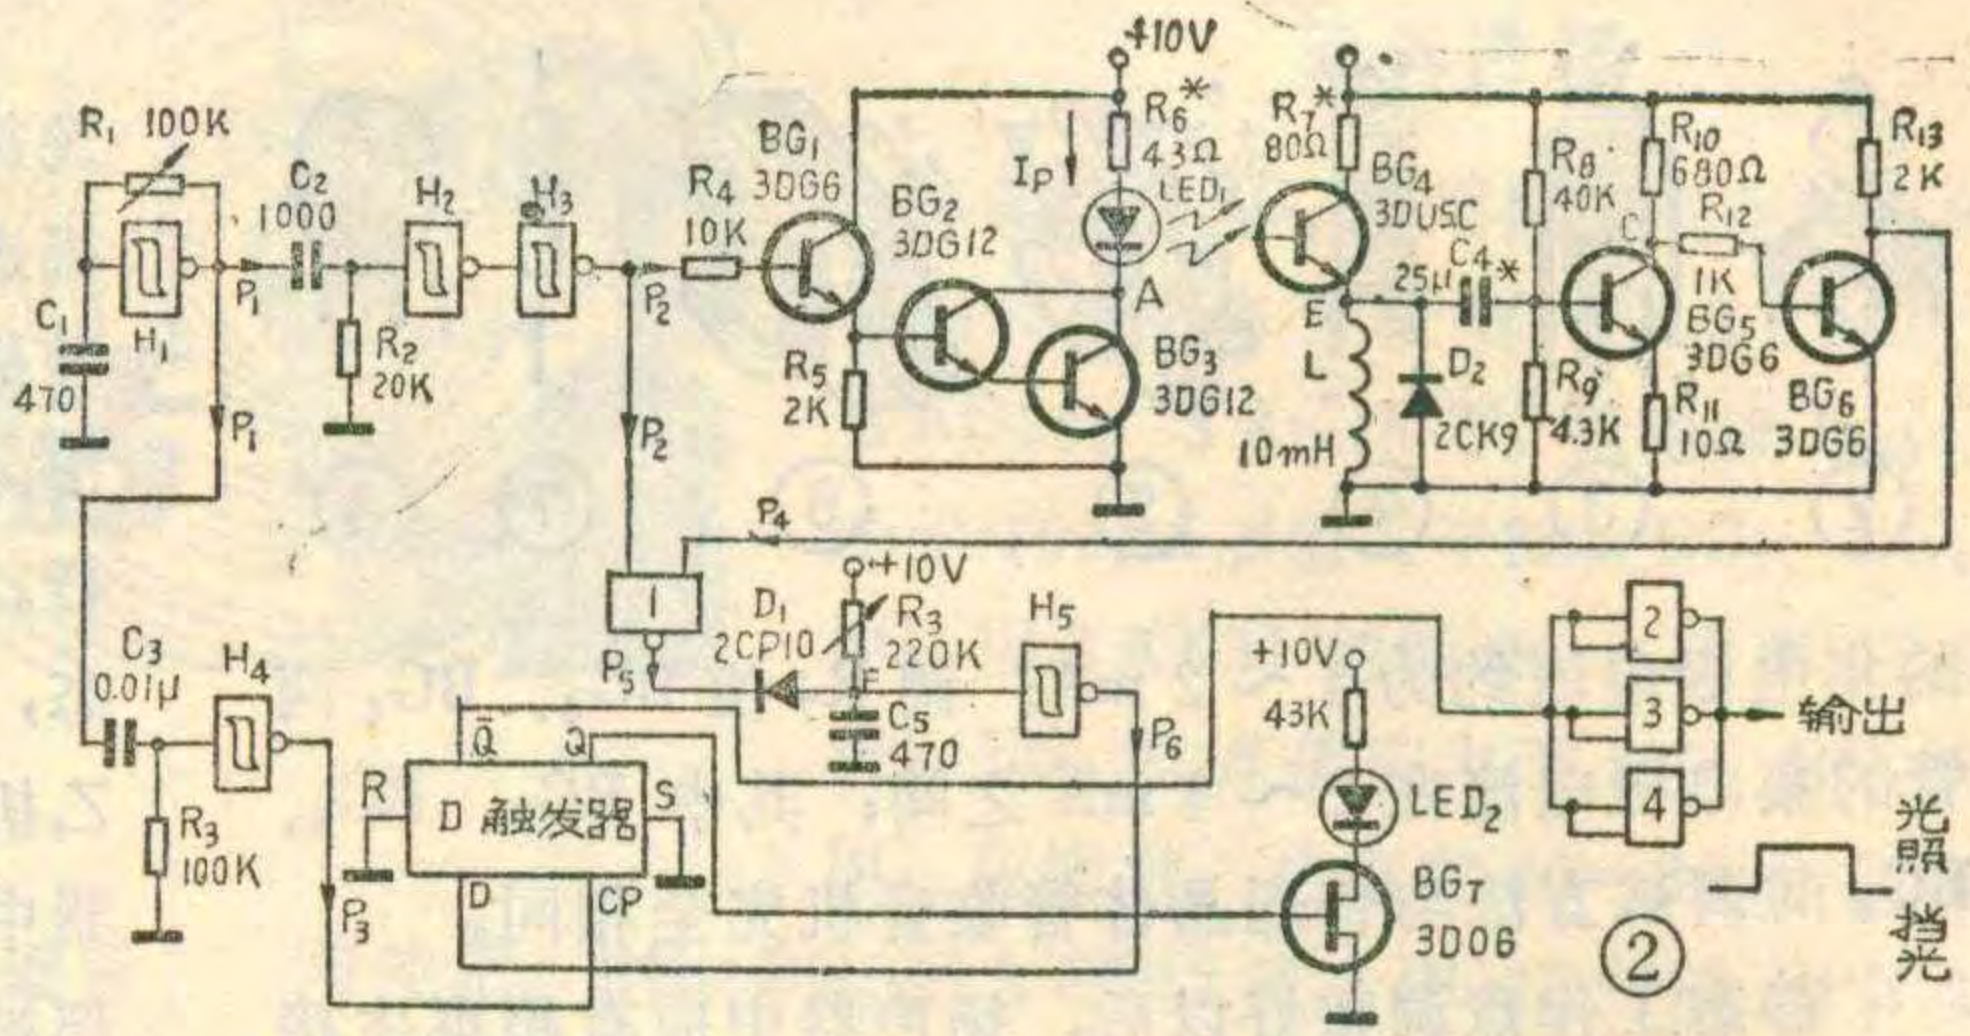 +10V
R₁ 100K
C₂
1000
H₁
P₁
C₁
470
P₁
R₂
20K
H₂
H₃
P₂
P₂
R₄
10K
BG₁
3DG6
BG₂
3DG12
R₅
2K
I_P
R₆*
43Ω
LED₁
A
BG₃
3DG12
R₇*
80Ω
BG₄
3DU5C
E
L
10mH
25μ
C₄*
D₂
2CK9
R₈
40K
R₉
4.3K
R₁₀
680Ω
C
R₁₂
1K
BG₅
3DG6
R₁₁
10Ω
BG₆
3DG6
R₁₃
2K
P₄
1
P₅
D₁
2CP10
+10V
R₃
220K
F
C₅
470
H₅
P₆
C₃
0.01μ
H₄
R₃
100K
P₃
Q̄ Q
R D 触发器 S
D CP
+10V
43K
LED₂
BG₇
3D06
2
3
4
输出
光照
挡光
②